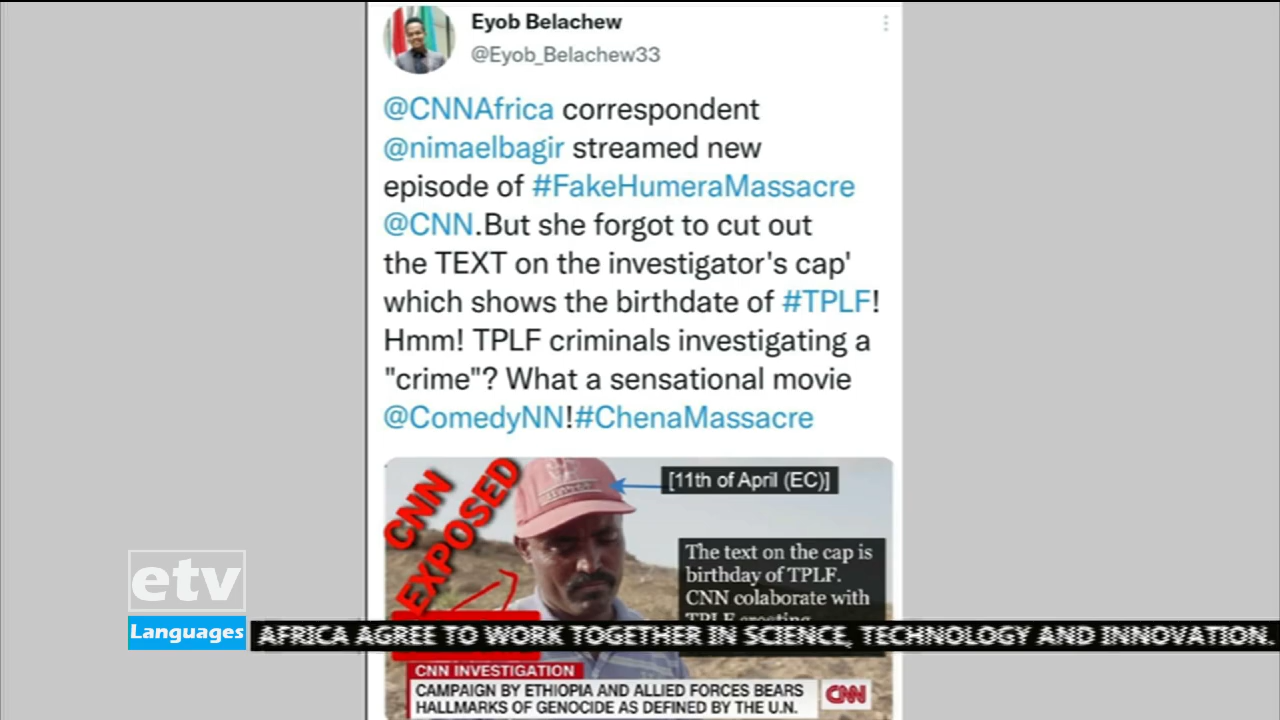 Eyob Belachew
@Eyob_Belachew33
@CNNAfrica correspondent
@nimaelbagir streamed new
episode of #FakeHumeraMassacre
@CNN.But she forgot to cut out
the TEXT on the investigator's cap'
which shows the birthdate of #TPLF!
Hmm! TPLF criminals investigating a
"crime"? What a sensational movie
@ComedyNN!#ChenaMassacre
CNN
EXPOSED
[11th of April (EC)]
The text on the cap is
birthday of TPLF.
CNN colaborate with
TPLF creating
etv
Languages
AFRICA AGREE TO WORK TOGETHER IN SCIENCE, TECHNOLOGY AND INNOVATION.
CNN INVESTIGATION
CAMPAIGN BY ETHIOPIA AND ALLIED FORCES BEARS
HALLMARKS OF GENOCIDE AS DEFINED BY THE U.N.
CNN